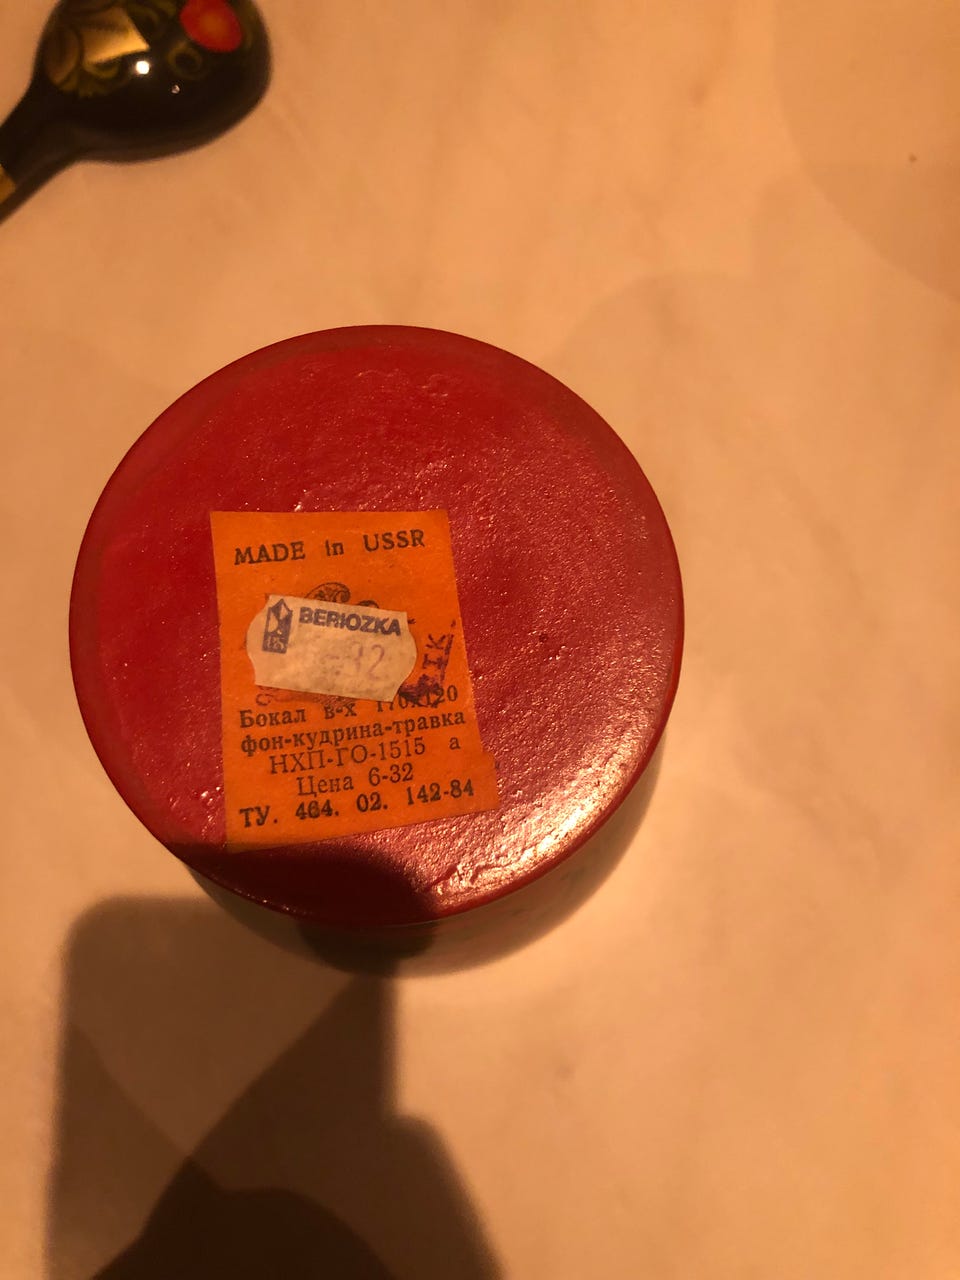 MADE in USSR
BERIOZKA
Бокал в-х 170х120
фон-кудрина-травка
НХП-ГО-1515 а
Цена 6-32
ТУ. 464. 02. 142-84